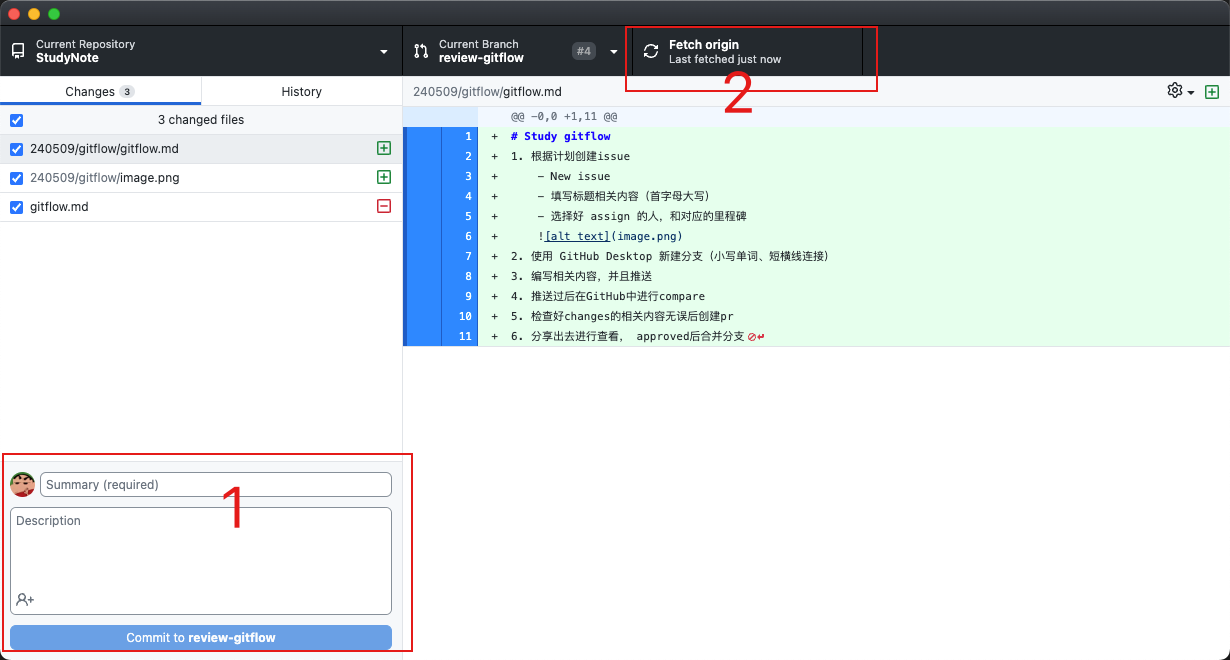 Current Repository
StudyNote
Current Branch
review-gitflow
#4
Fetch origin
Last fetched just now
2
Changes 3
History
240509/gitflow/gitflow.md
3 changed files
240509/gitflow/gitflow.md
240509/gitflow/image.png
gitflow.md
@@ -0,0 +1,11 @@
1 + # Study gitflow
2 + 1. 根据计划创建issue
3 + - New issue
4 + - 填写标题相关内容（首字母大写）
5 + - 选择好 assign 的人，和对应的里程碑
6 + ![alt text](image.png)
7 + 2. 使用 GitHub Desktop 新建分支（小写单词、短横线连接）
8 + 3. 编写相关内容，并且推送
9 + 4. 推送过后在GitHub中进行compare
10 + 5. 检查好changes的相关内容无误后创建pr
11 + 6. 分享出去进行查看， approved后合并分支
Summary (required)
1
Description
Commit to review-gitflow